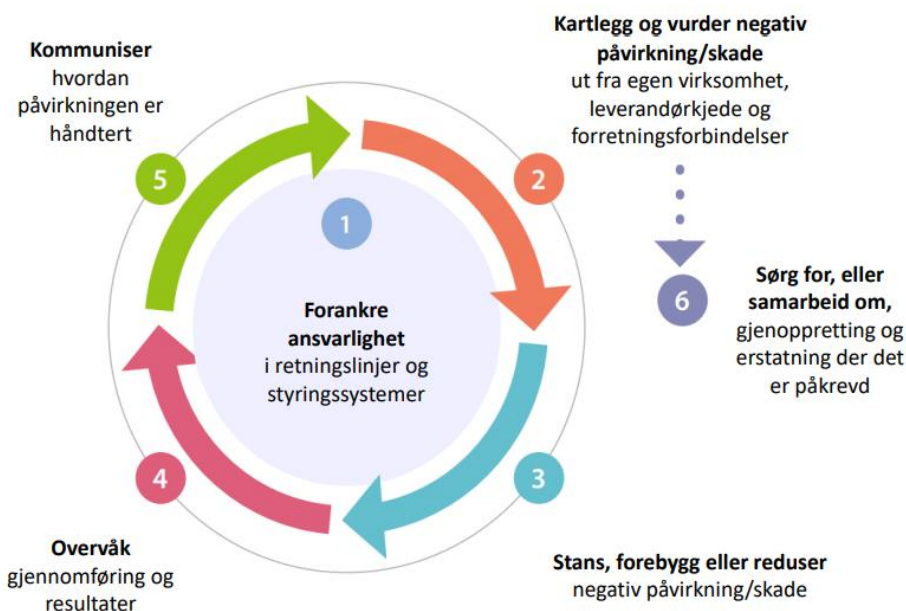 Kommuniser
hvordan
påvirkningen er
håndtert
5
Kartlegg og vurder negativ
påvirkning/skade
ut fra egen virksomhet,
leverandørkjede og
forretningsforbindelser
2
1
Forankre
ansvarlighet
i retningslinjer og
styringssystemer
6
Sørg for, eller
samarbeid om,
gjenoppretting og
erstatning der det
er påkrevd
4
Overvåk
gjennomføring og
resultater
3
Stans, forebygg eller reduser
negativ påvirkning/skade